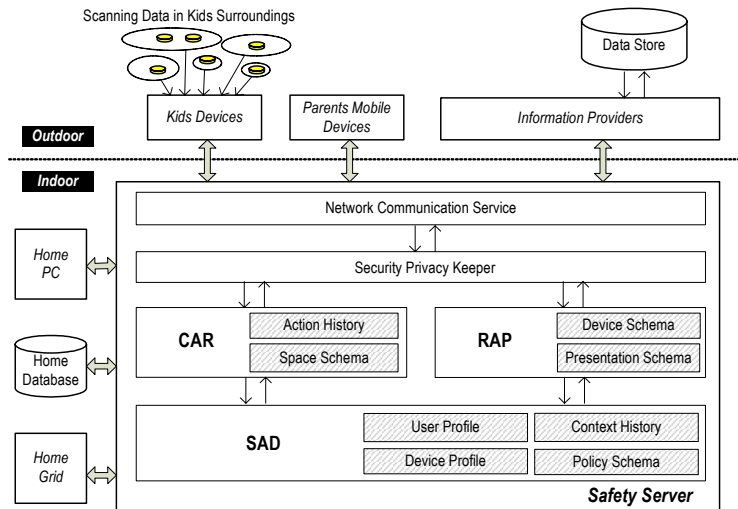 Scanning Data in Kids Surroundings
Data Store
Kids Devices
Parents Mobile
Devices
Information Providers
Outdoor
Indoor
Network Communication Service
Home
PC
Security Privacy Keeper
CAR
Action History
Space Schema
RAP
Device Schema
Presentation Schema
Home
Database
SAD
User Profile
Context History
Device Profile
Policy Schema
Home
Grid
Safety Server